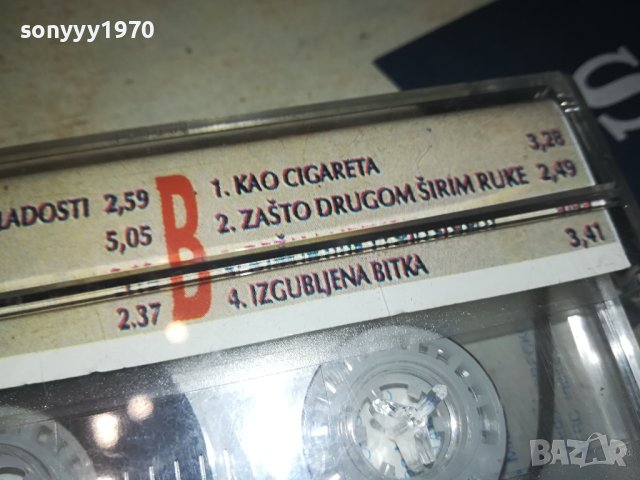 sonyyy1970
LADOSTI 2,59
5,05
2.37
B
1. KAO CIGARETA 3,28
2. ZAŠTO DRUGOM ŠIRIM RUKE 2,49
4. IZGUBLJENA BITKA 3,41
BAZAR